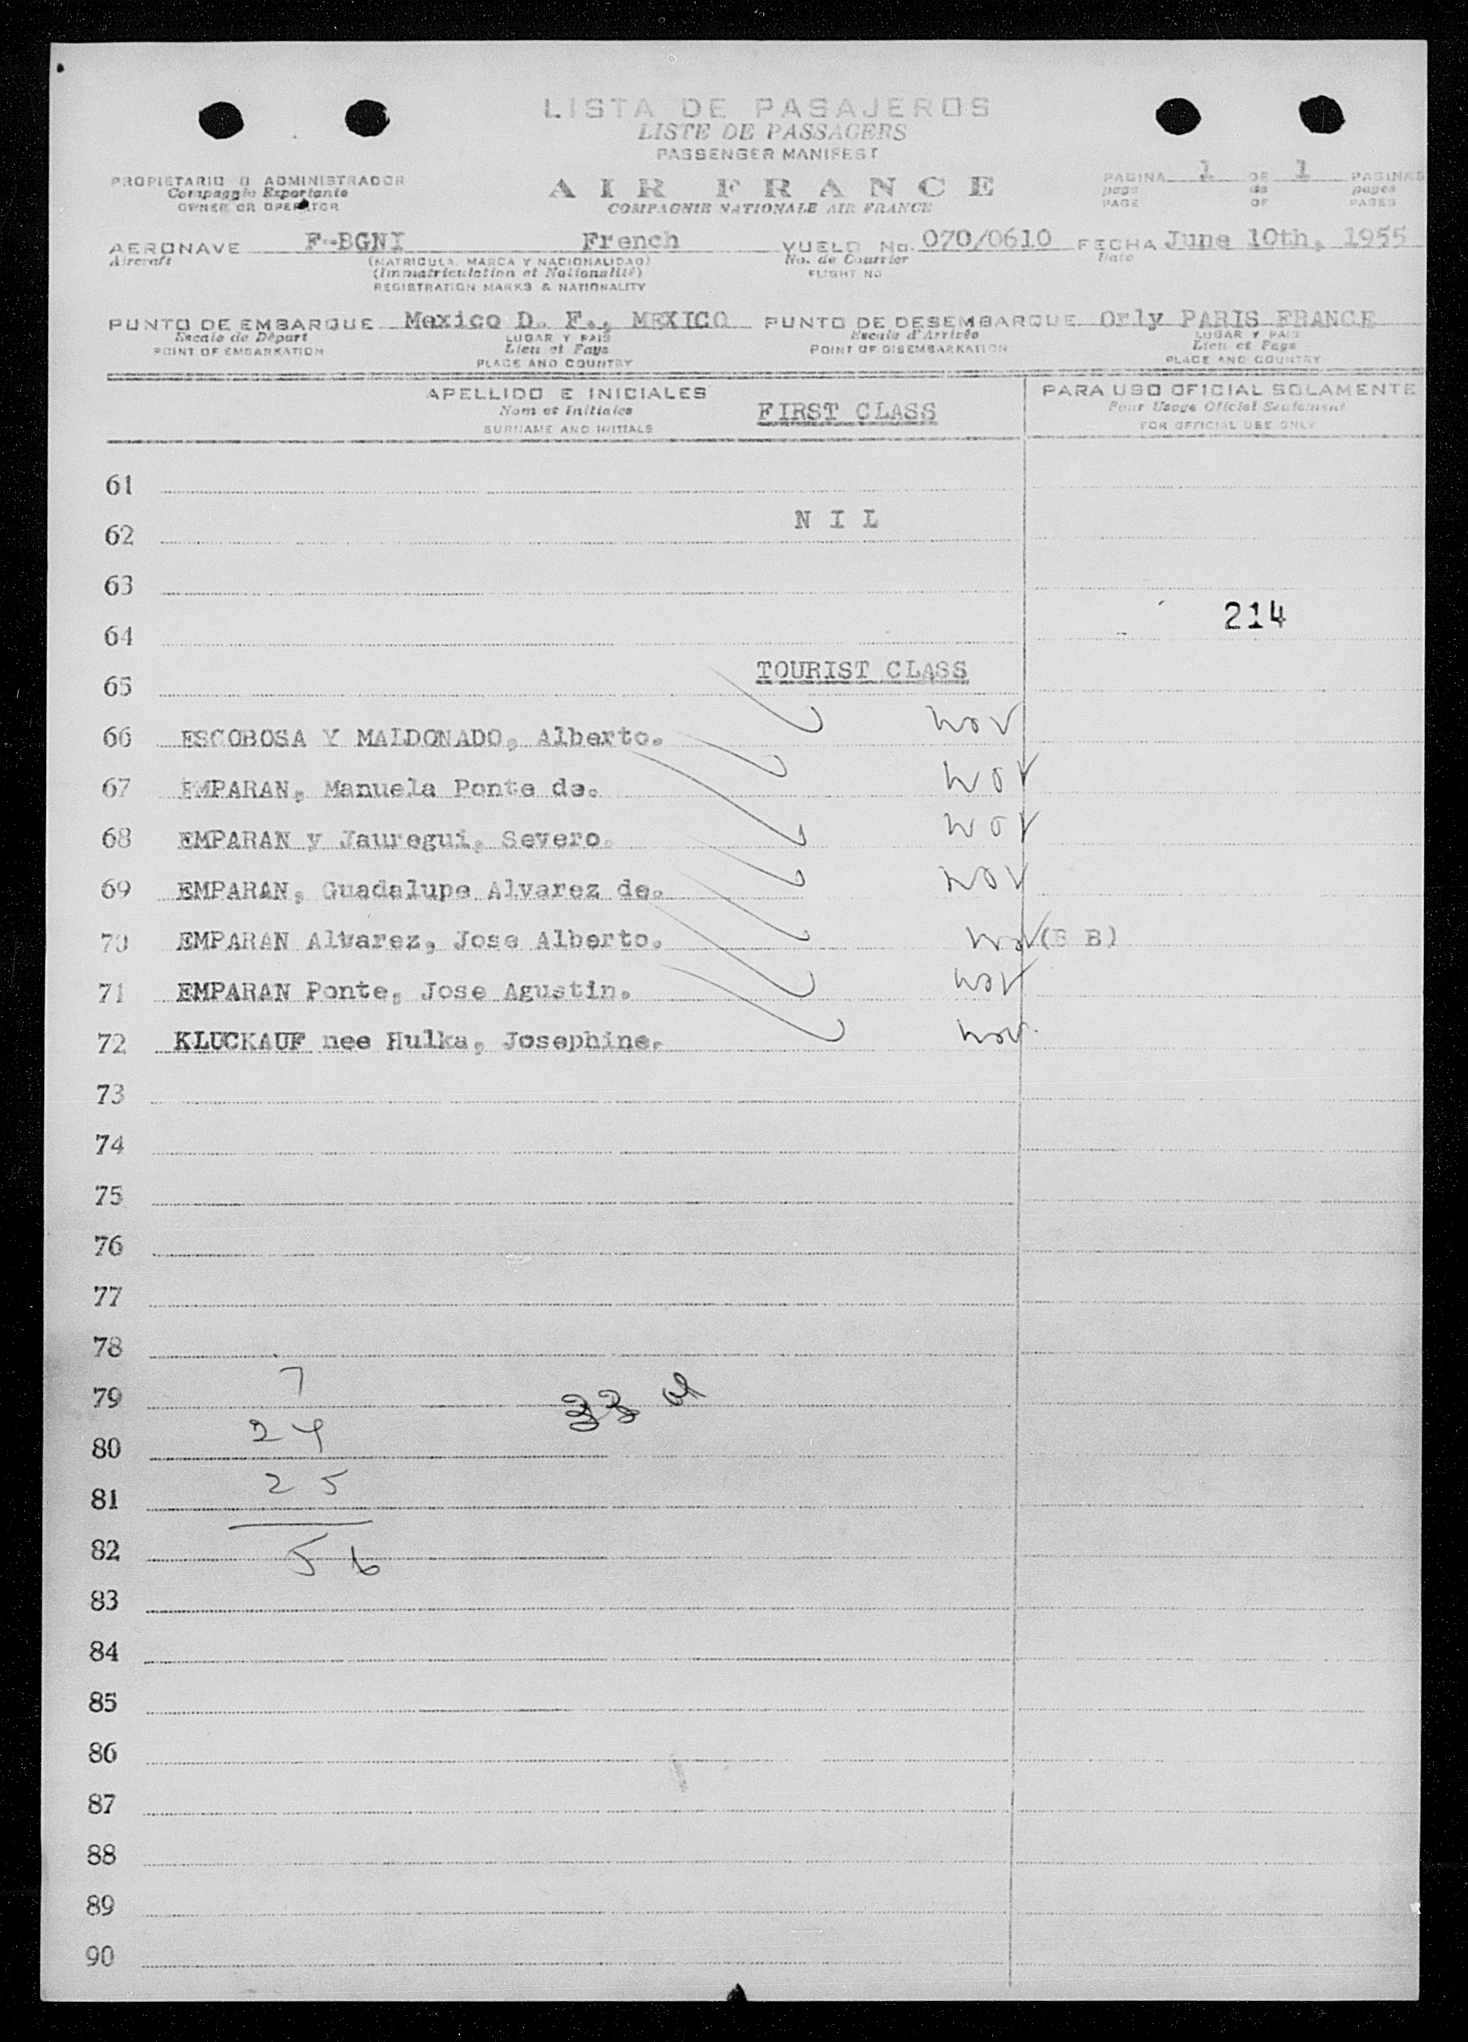 LISTA DE PASAJEROS
LISTE DE PASSAGERS
PASSENGER MANIFEST
PROPIETARIO O ADMINISTRADOR
Compagnie Exportante
OWNER OR OPERATOR
AIR FRANCE
COMPAGNIE NATIONALE AIR FRANCE
PAGINA 1 DE 1 PAGINAS
page de pages
PAGE OF PAGES
AERONAVE F-BGNI French VUELO No. 070/0610 FECHA June 10th, 1955
Aircraft (MATRICULA, MARCA Y NACIONALIDAD) No. de Courrier Date
(Immatriculation et Nationalité) FLIGHT NO
REGISTRATION MARKS & NATIONALITY
PUNTO DE EMBARQUE Mexico D. F., MEXICO PUNTO DE DESEMBARQUE Orly PARIS FRANCE
Escale de Départ LUGAR Y PAIS Escale d'Arrivée LUGAR Y PAIS
POINT OF EMBARKATION Lieu et Pays POINT OF DISEMBARKATION Lieu et Pays
PLACE AND COUNTRY PLACE AND COUNTRY
APELLIDO E INICIALES PARA USO OFICIAL SOLAMENTE
Nom et Initiales FIRST CLASS Pour Usage Officiel Seulement
SURNAME AND INITIALS FOR OFFICIAL USE ONLY
61
62 N I L
63
64 214
65 TOURIST CLASS
66 ESCOBOSA Y MALDONADO, Alberto.
67 EMPARAN, Manuela Ponte de.
68 EMPARAN y Jauregui, Severo.
69 EMPARAN, Guadalupe Alvarez de.
70 EMPARAN Alvarez, Jose Alberto. (B B)
71 EMPARAN Ponte, Jose Agustin.
72 KLUCKAUF nee Hulka, Josephine.
73
74
75
76
77
78
7
79 33
24
80
25
81
56
82
83
84
85
86
87
88
89
90